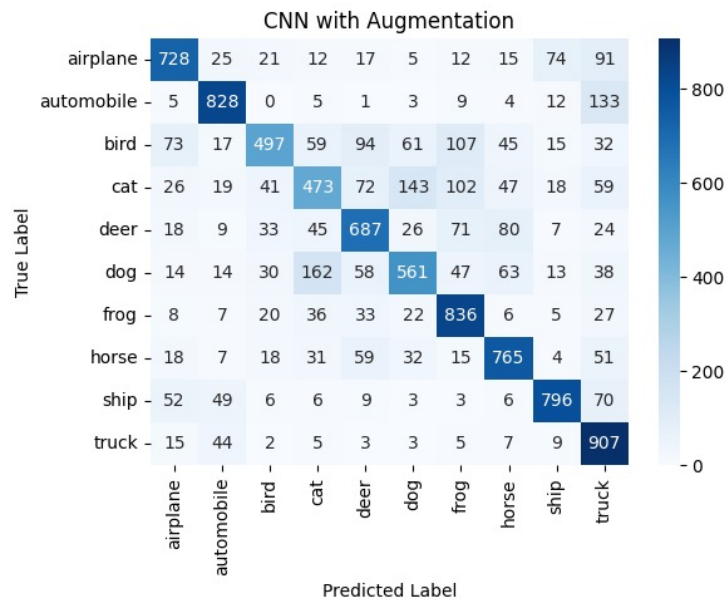 CNN with Augmentation
airplane 728 25 21 12 17 5 12 15 74 91
automobile 5 828 0 5 1 3 9 4 12 133
bird 73 17 497 59 94 61 107 45 15 32
cat 26 19 41 473 72 143 102 47 18 59
deer 18 9 33 45 687 26 71 80 7 24
dog 14 14 30 162 58 561 47 63 13 38
frog 8 7 20 36 33 22 836 6 5 27
horse 18 7 18 31 59 32 15 765 4 51
ship 52 49 6 6 9 3 3 6 796 70
truck 15 44 2 5 3 3 5 7 9 907
airplane automobile bird cat deer dog frog horse ship truck
Predicted Label
True Label
800
600
400
200
0